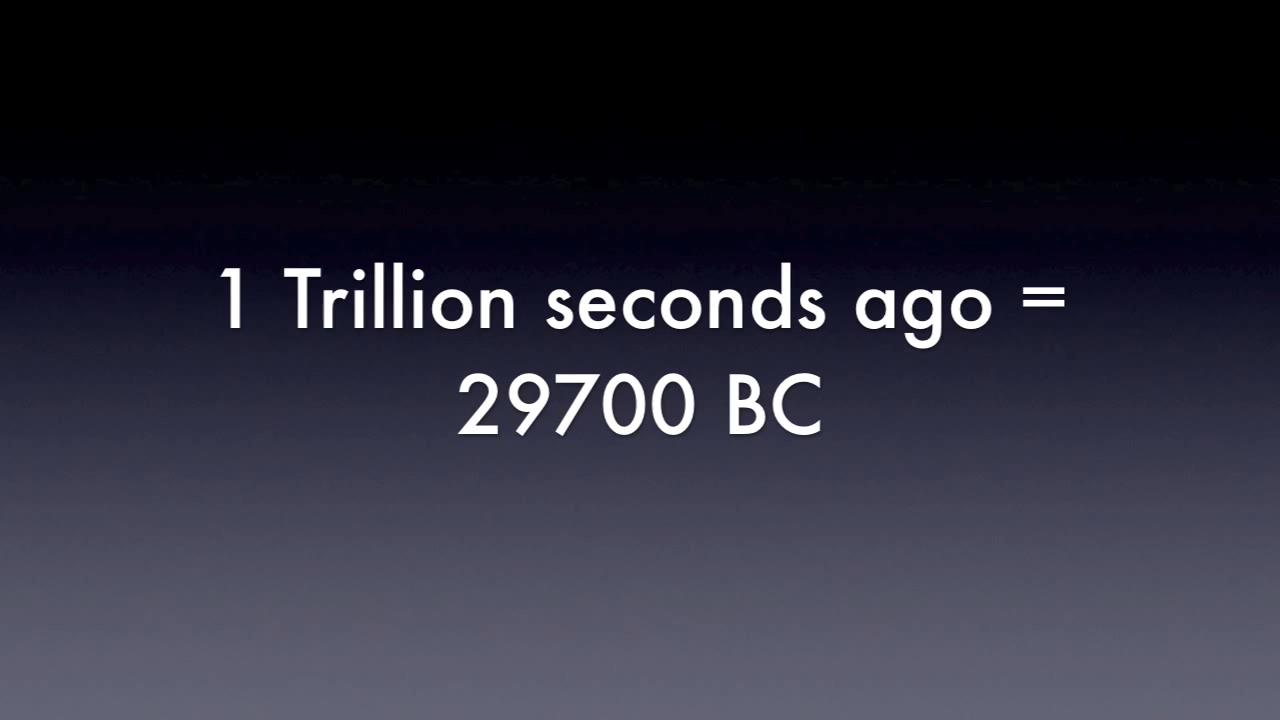 1 Trillion seconds ago =
29700 BC